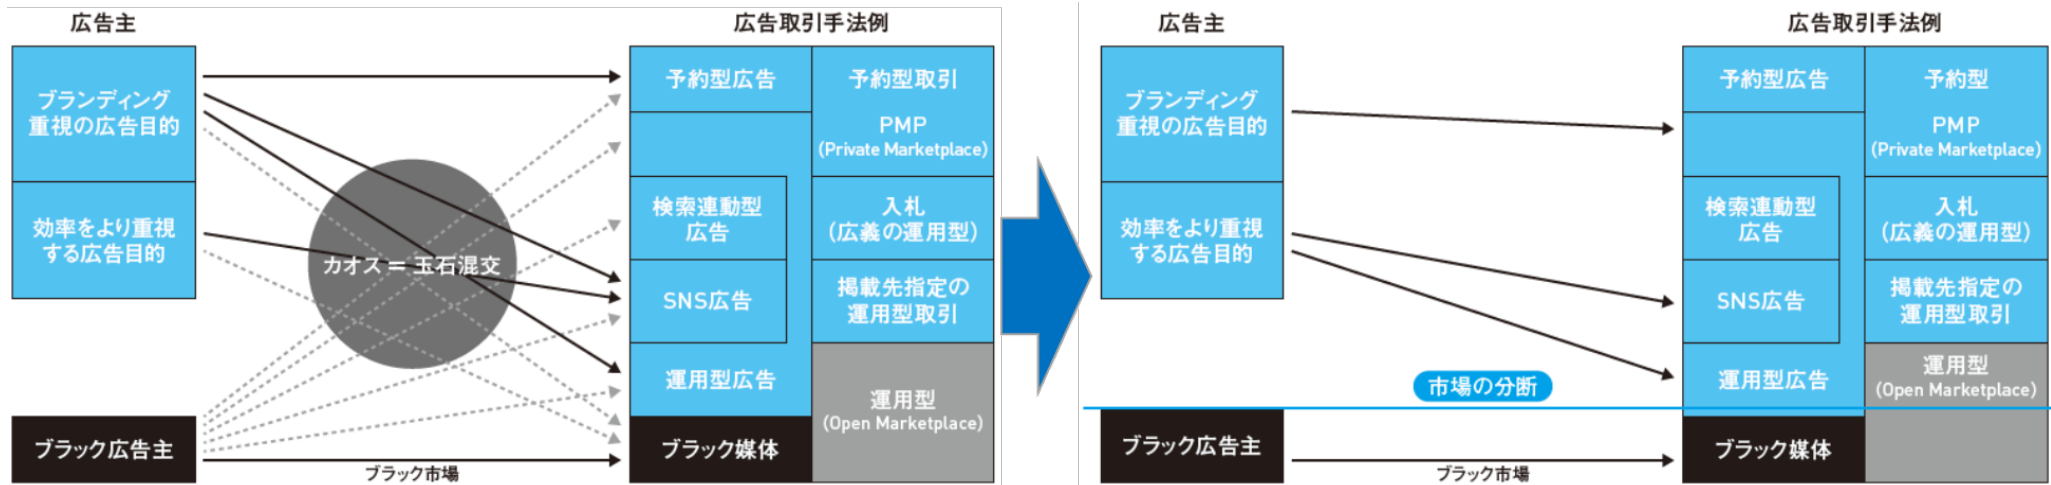 広告主
広告取引手法例
ブランディング
重視の広告目的
効率をより重視
する広告目的
ブラック広告主
カオス＝玉石混交
ブラック市場
予約型広告
検索連動型
広告
SNS広告
運用型広告
ブラック媒体
予約型取引
PMP
(Private Marketplace)
入札
(広義の運用型)
掲載先指定の
運用型取引
運用型
(Open Marketplace)
広告主
広告取引手法例
ブランディング
重視の広告目的
効率をより重視
する広告目的
市場の分断
ブラック広告主
ブラック市場
予約型広告
検索連動型
広告
SNS広告
運用型広告
ブラック媒体
予約型
PMP
(Private Marketplace)
入札
(広義の運用型)
掲載先指定の
運用型取引
運用型
(Open Marketplace)